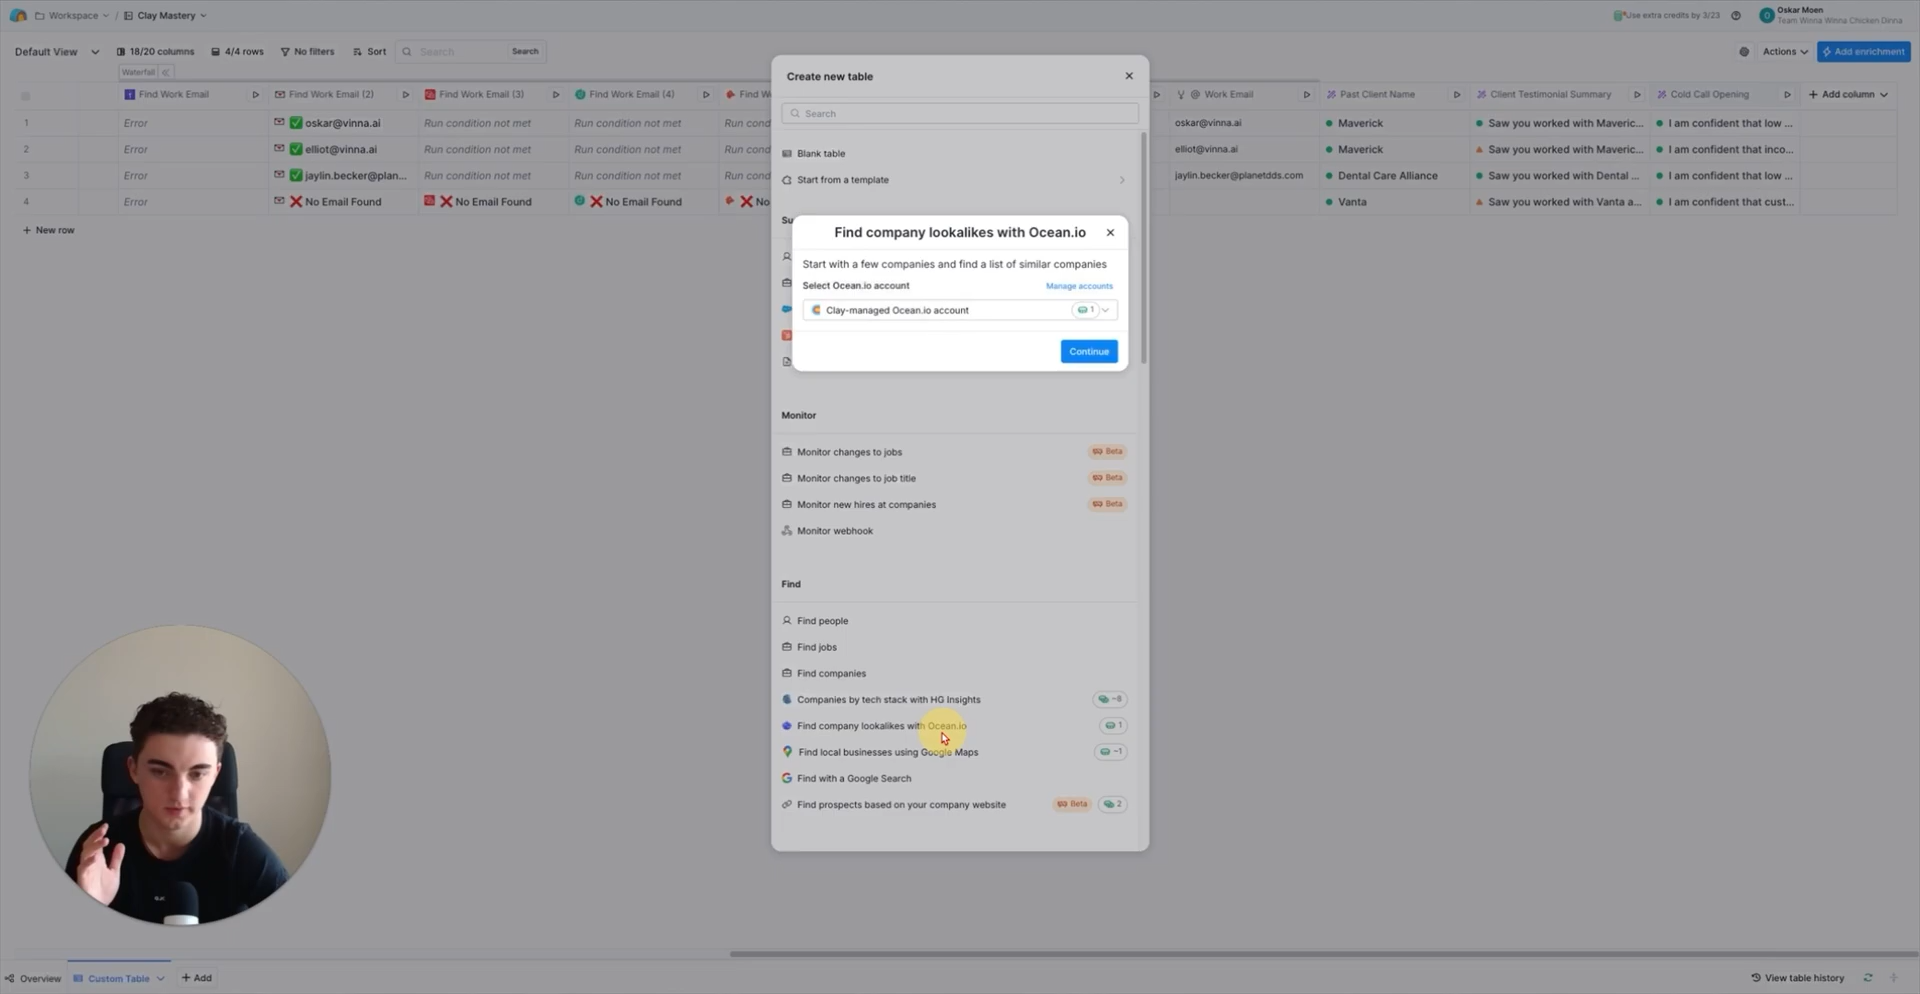 Workspace / Clay Mastery
Use extra credits by 3/23
Oskar Moen
Team Winna Winna Chicken Dinna
Default View 18/20 columns 4/4 rows No filters Sort Search Search
Actions Add enrichment
Waterfall
Find Work Email Find Work Email (2) Find Work Email (3) Find Work Email (4) Find W
Work Email Past Client Name Client Testimonial Summary Cold Call Opening + Add column
1 Error oskar@vinna.ai Run condition not met Run condition not met Run cond
oskar@vinna.ai Maverick Saw you worked with Maveric... I am confident that low ...
2 Error elliot@vinna.ai Run condition not met Run condition not met Run cond
elliot@vinna.ai Maverick Saw you worked with Maveric... I am confident that inco...
3 Error jaylin.becker@plan... Run condition not met Run condition not met Run cond
jaylin.becker@planetdds.com Dental Care Alliance Saw you worked with Dental ... I am confident that low ...
4 Error No Email Found No Email Found No Email Found No
Vanta Saw you worked with Vanta a... I am confident that cust...
+ New row
Create new table
Search
Blank table
Start from a template
Su
Find company lookalikes with Ocean.io
Start with a few companies and find a list of similar companies
Select Ocean.io account Manage accounts
Clay-managed Ocean.io account 1
Continue
Monitor
Monitor changes to jobs Beta
Monitor changes to job title Beta
Monitor new hires at companies Beta
Monitor webhook
Find
Find people
Find jobs
Find companies
Companies by tech stack with HG Insights ~8
Find company lookalikes with Ocean.io 1
Find local businesses using Google Maps ~1
Find with a Google Search
Find prospects based on your company website Beta 2
Overview Custom Table + Add
View table history